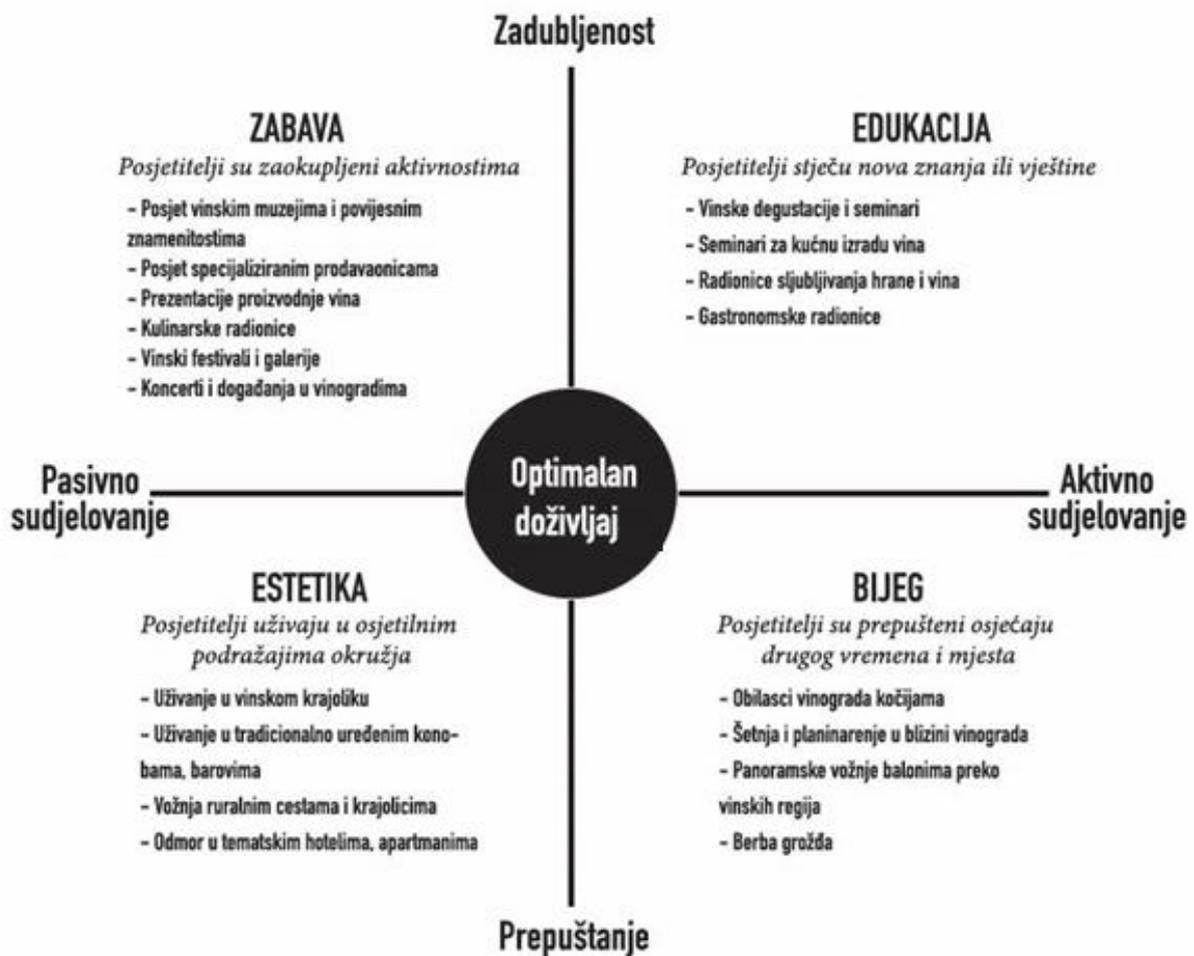 Zadubljenost
ZABAVA
Posjetitelji su zaokupljeni aktivnostima
- Posjet vinskim muzejima i povijesnim
znamenitostima
- Posjet specijaliziranim prodavaonicama
- Prezentacije proizvodnje vina
- Kulinarske radionice
- Vinski festivali i galerije
- Koncerti i događanja u vinogradima
EDUKACIJA
Posjetitelji stječu nova znanja ili vještine
- Vinske degustacije i seminari
- Seminari za kućnu izradu vina
- Radionice sljubljivanja hrane i vina
- Gastronomske radionice
Pasivno
sudjelovanje
Optimalan
doživljaj
Aktivno
sudjelovanje
ESTETIKA
Posjetitelji uživaju u osjetilnim
podražajima okružja
- Uživanje u vinskom krajoliku
- Uživanje u tradicionalno uređenim kono-
bama, barovima
- Vožnja ruralnim cestama i krajolicima
- Odmor u tematskim hotelima, apartmanima
BIJEG
Posjetitelji su prepušteni osjećaju
drugog vremena i mjesta
- Obilasci vinograda kočijama
- Šetnja i planinarenje u blizini vinograda
- Panoramske vožnje balonima preko
vinskih regija
- Berba grožđa
Prepuštanje